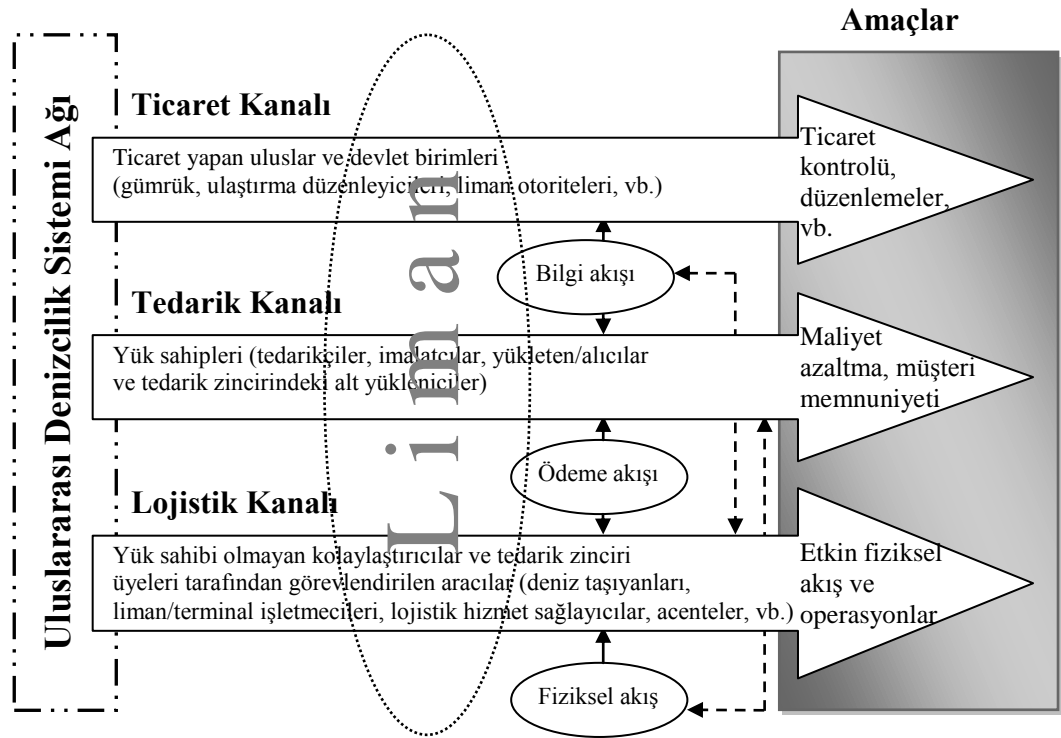 Amaçlar
Uluslararası Denizcilik Sistemi Ağı
Liman
Ticaret Kanalı
Ticaret yapan uluslar ve devlet birimleri
(gümrük, ulaştırma düzenleyicileri, liman otoriteleri, vb.)
Ticaret
kontrolü,
düzenlemeler,
vb.
Bilgi akışı
Tedarik Kanalı
Yük sahipleri (tedarikçiler, imalatçılar, yükleten/alıcılar
ve tedarik zincirindeki alt yükleniciler)
Maliyet
azaltma, müşteri
memnuniyeti
Ödeme akışı
Lojistik Kanalı
Yük sahibi olmayan kolaylaştırıcılar ve tedarik zinciri
üyeleri tarafından görevlendirilen aracılar (deniz taşıyanları,
liman/terminal işletmecileri, lojistik hizmet sağlayıcılar, acenteler, vb.)
Etkin fiziksel
akış ve
operasyonlar
Fiziksel akış